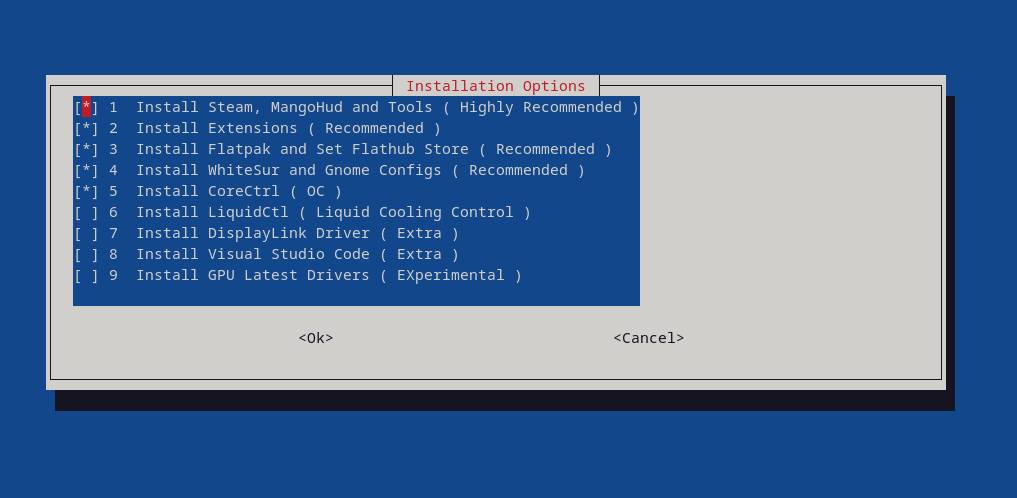 Installation Options
[*] 1 Install Steam, MangoHud and Tools ( Highly Recommended )
[*] 2 Install Extensions ( Recommended )
[*] 3 Install Flatpak and Set Flathub Store ( Recommended )
[*] 4 Install WhiteSur and Gnome Configs ( Recommended )
[*] 5 Install CoreCtrl ( OC )
[ ] 6 Install LiquidCtl ( Liquid Cooling Control )
[ ] 7 Install DisplayLink Driver ( Extra )
[ ] 8 Install Visual Studio Code ( Extra )
[ ] 9 Install GPU Latest Drivers ( EXperimental )
<Ok> <Cancel>